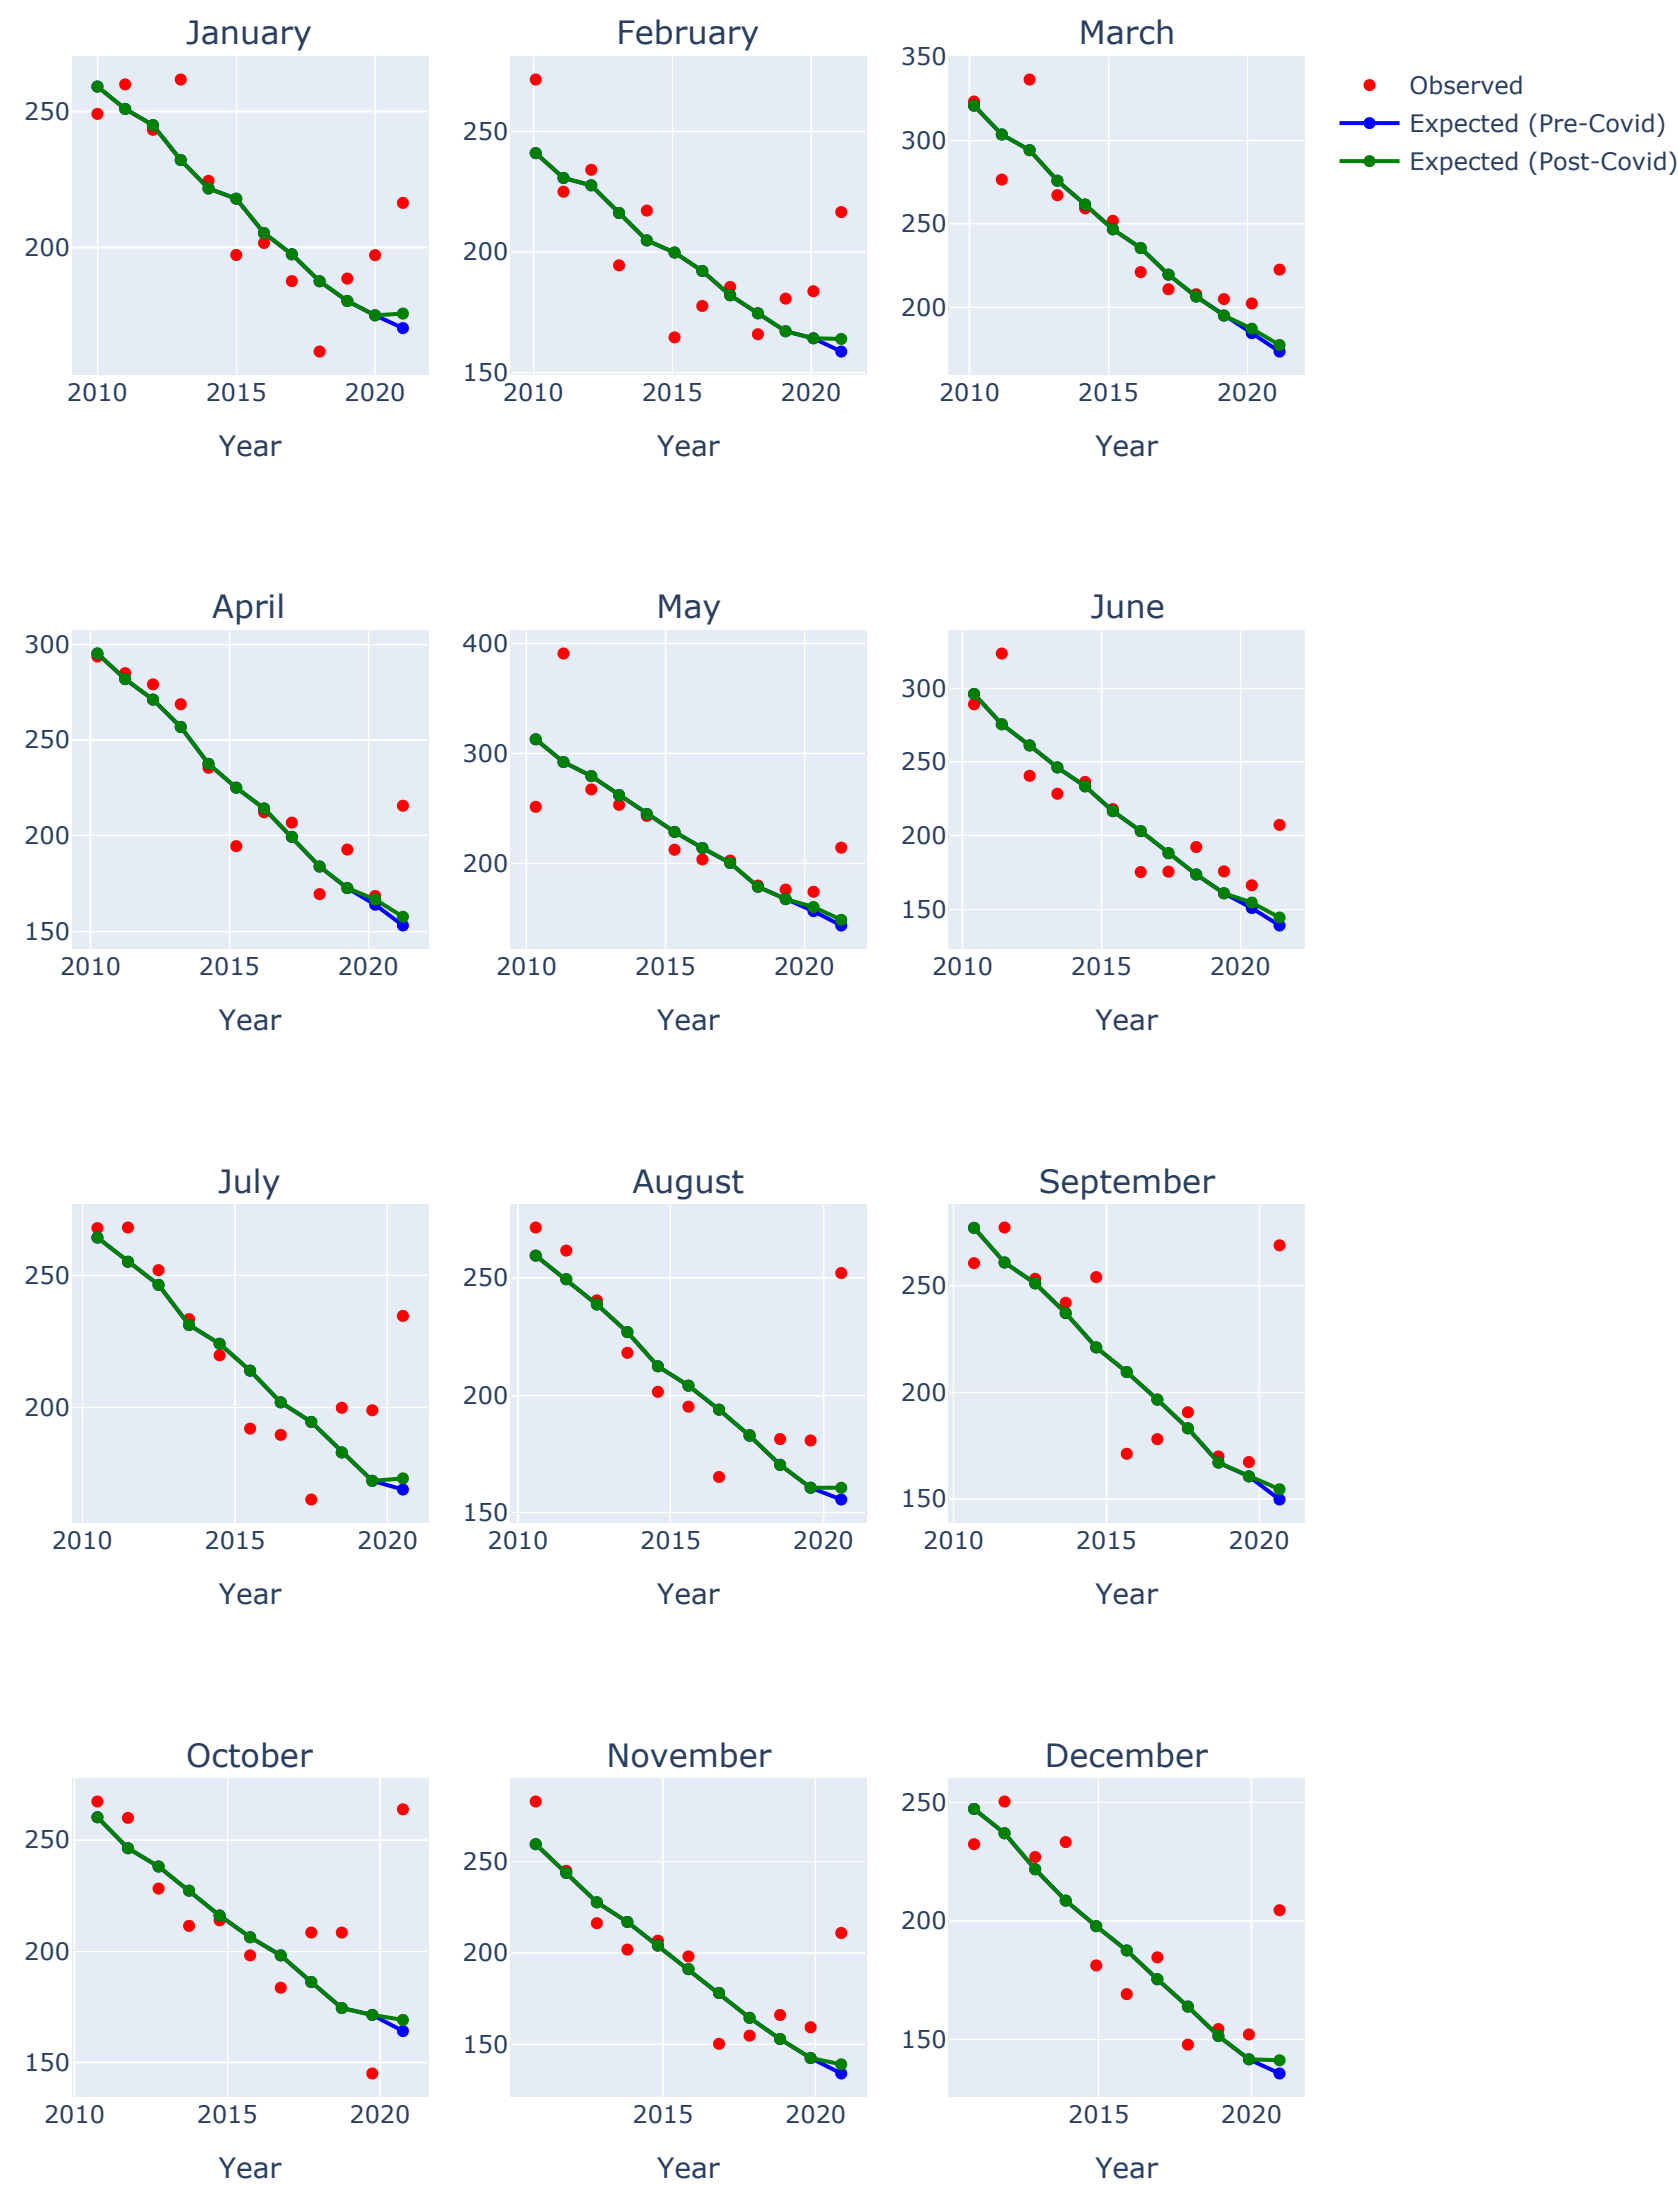 January
February
March
Observed
Expected (Pre-Covid)
Expected (Post-Covid)
250
200
2010
2015
2020
Year
250
200
150
2010
2015
2020
Year
350
300
250
200
2010
2015
2020
Year
April
300
250
200
150
2010
2015
2020
Year
May
400
300
200
2010
2015
2020
Year
June
300
250
200
150
2010
2015
2020
Year
July
250
200
2010
2015
2020
Year
August
250
200
150
2010
2015
2020
Year
September
250
200
150
2010
2015
2020
Year
October
250
200
150
2010
2015
2020
Year
November
250
200
150
2015
2020
Year
December
250
200
150
2015
2020
Year